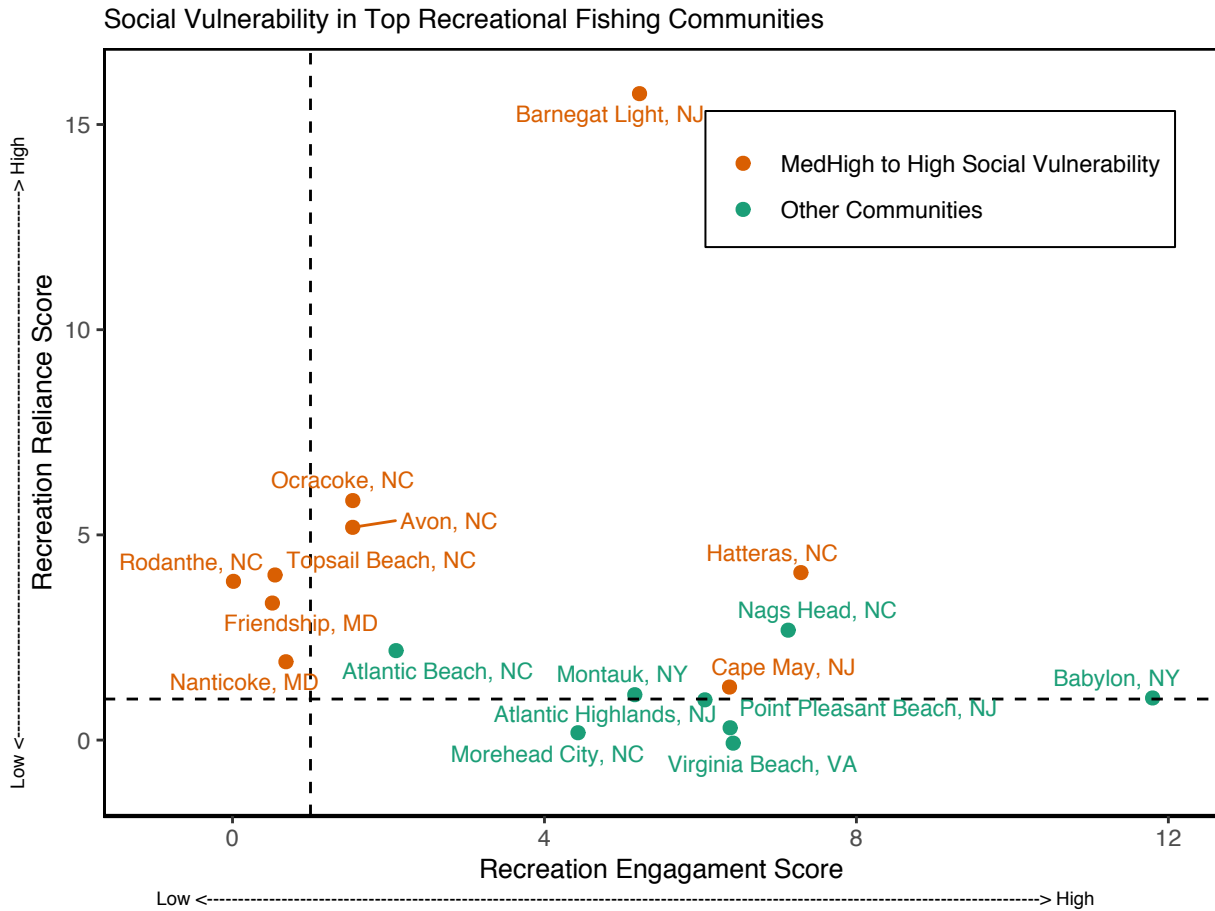 Social Vulnerability in Top Recreational Fishing Communities
Barnegat Light, NJ
MedHigh to High Social Vulnerability
Other Communities
Ocracoke, NC
Avon, NC
Rodanthe, NC
Topsail Beach, NC
Hatteras, NC
Friendship, MD
Nags Head, NC
Atlantic Beach, NC
Nanticoke, MD
Montauk, NY
Cape May, NJ
Babylon, NY
Atlantic Highlands, NJ
Point Pleasant Beach, NJ
Morehead City, NC
Virginia Beach, VA
15
10
5
0
0
4
8
12
Recreation Reliance Score
Low <-----------------------------------------------------------------------> High
Recreation Engagament Score
Low <-----------------------------------------------------------------------------------------------------------------------> High